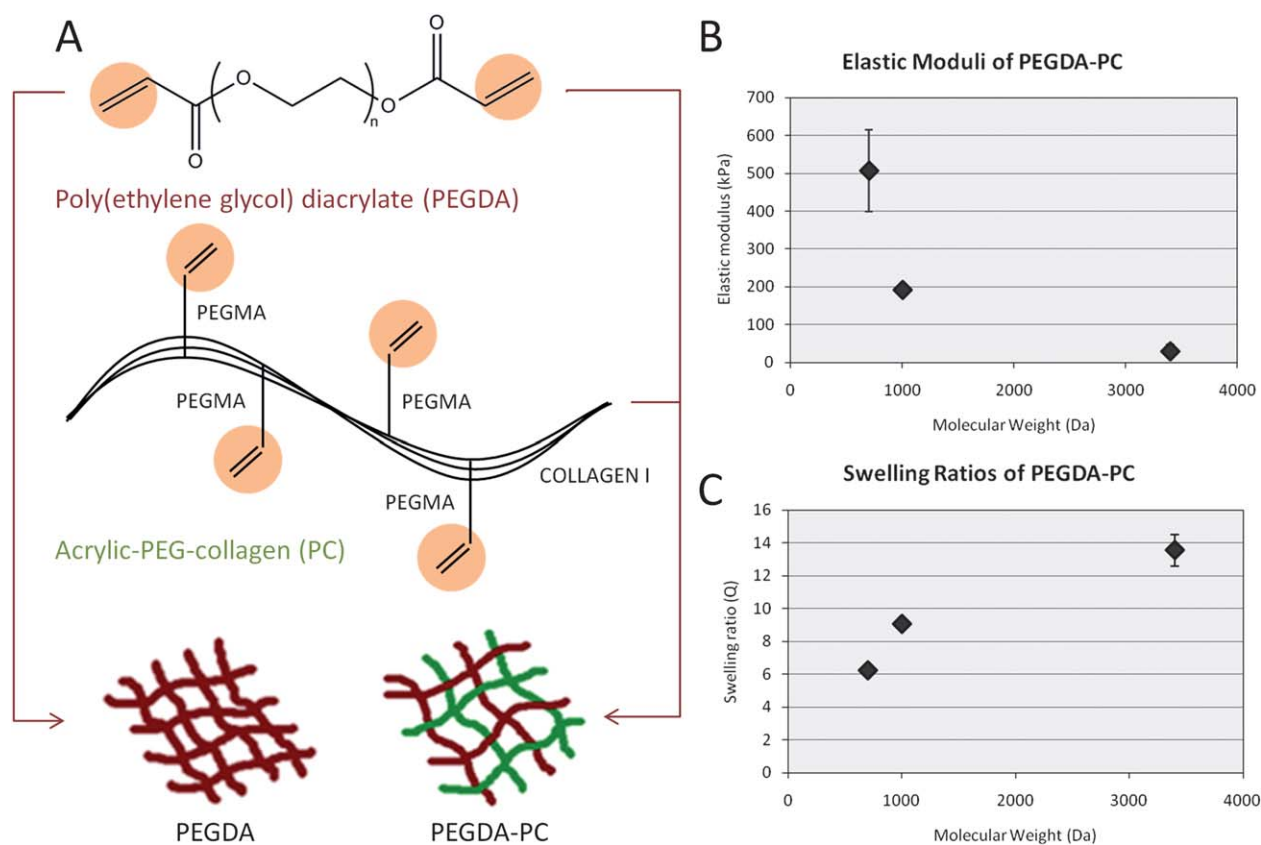 A
O
O
O
O
n
Poly(ethylene glycol) diacrylate (PEGDA)
PEGMA
PEGMA
PEGMA
PEGMA
COLLAGEN I
Acrylic-PEG-collagen (PC)
PEGDA
PEGDA-PC
B
Elastic Moduli of PEGDA-PC
700
600
500
400
300
200
100
0
Elastic modulus (kPa)
0 1000 2000 3000 4000
Molecular Weight (Da)
C
Swelling Ratios of PEGDA-PC
16
14
12
10
8
6
4
2
0
Swelling ratio (Q)
0 1000 2000 3000 4000
Molecular Weight (Da)